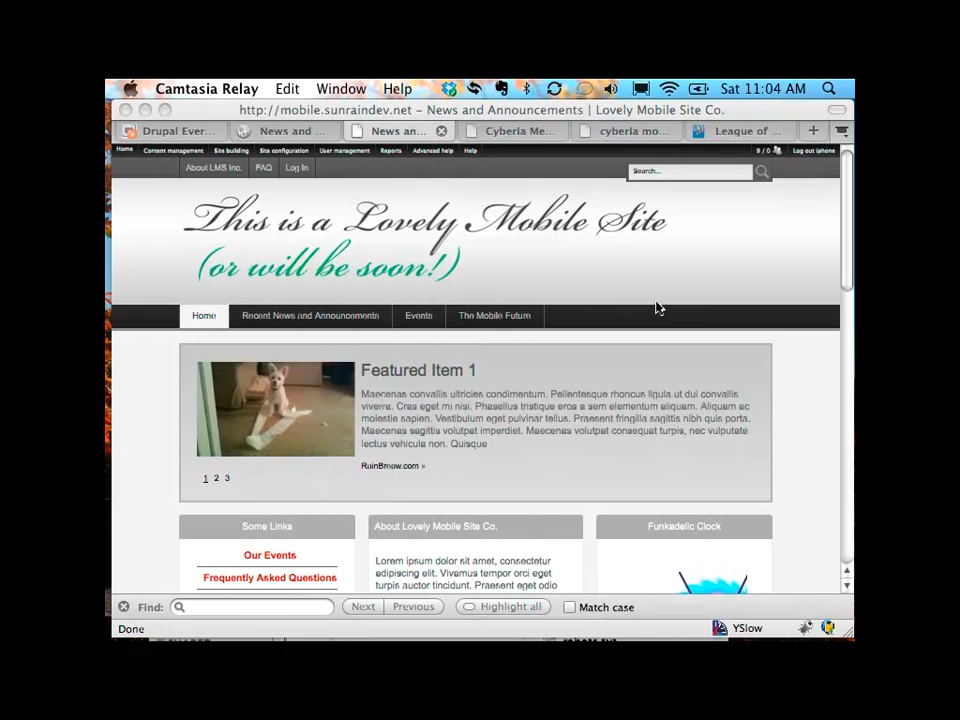 Camtasia Relay Edit Window Help Sat 11:04 AM
http://mobile.sunraindev.net – News and Announcements | Lovely Mobile Site Co.
Drupal Ever... News and ... News an... Cyberia Me... cyberia mo... League of ...
Home Content management Site building Site configuration User management Reports Advanced help Help 9 / 0 Log out iphone
About LMS Inc. FAQ Log In Search...
This is a Lovely Mobile Site
(or will be soon!)
Home Recent News and Announcements Events The Mobile Future
Featured Item 1
Maecenas convallis ultricies condimentum. Pellentesque rhoncus ligula ut dui convallis
viverra. Cras eget mi nisi. Phasellus tristique eros a sem elementum aliquam. Aliquam ac
molestie sapien. Vestibulum eget pulvinar tellus. Praesent fringilla sagittis nibh quis porta.
Maecenas sagittis volutpat imperdiet. Maecenas volutpat consequat turpis, nec vulputate
lectus vehicula non. Quisque
RuinBreuw.com »
1 2 3
Some Links About Lovely Mobile Site Co. Funkadelic Clock
Our Events
Frequently Asked Questions
Lorem ipsum dolor sit amet, consectetur
adipiscing elit. Vivamus tempor orci eget
turpis auctor tincidunt. Praesent eget odio
Find: Next Previous Highlight all Match case
Done YSlow